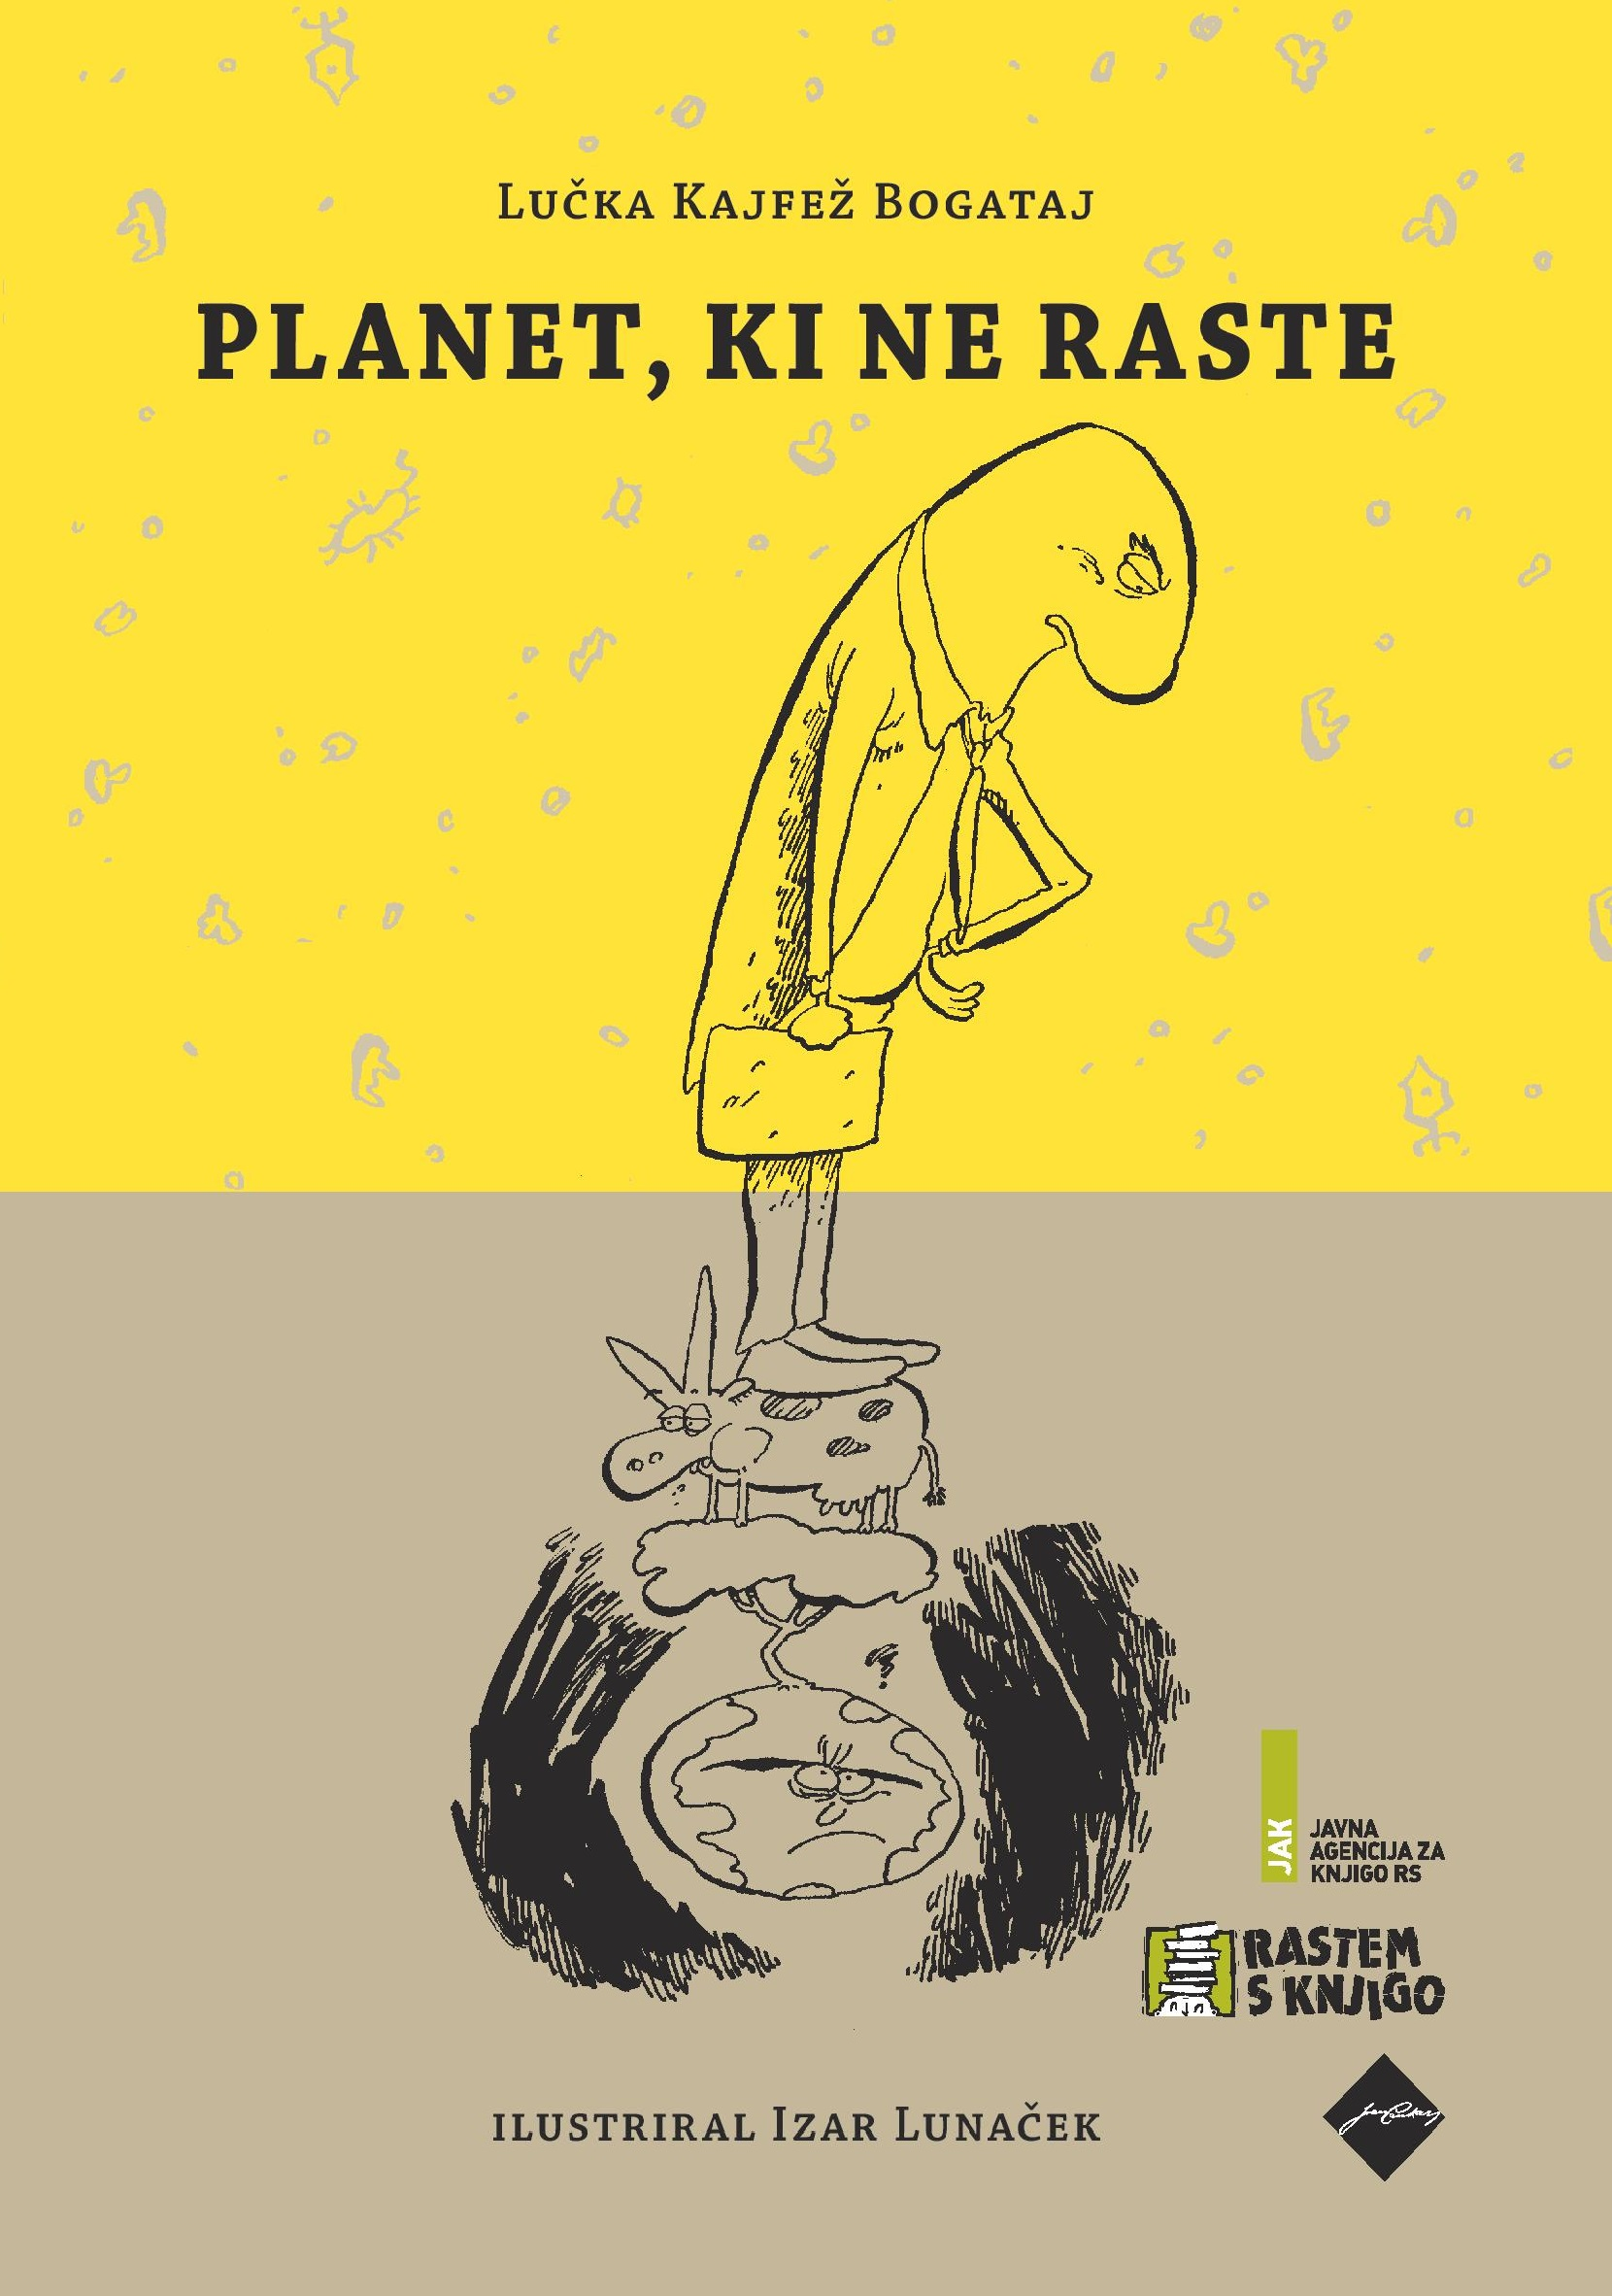 Lučka Kajfež Bogataj
PLANET, KI NE RASTE
JAK
JAVNA
AGENCIJA ZA
KNJIGO RS
RASTEM
S KNJIGO
ILUSTRIRAL IZAR LUNAČEK